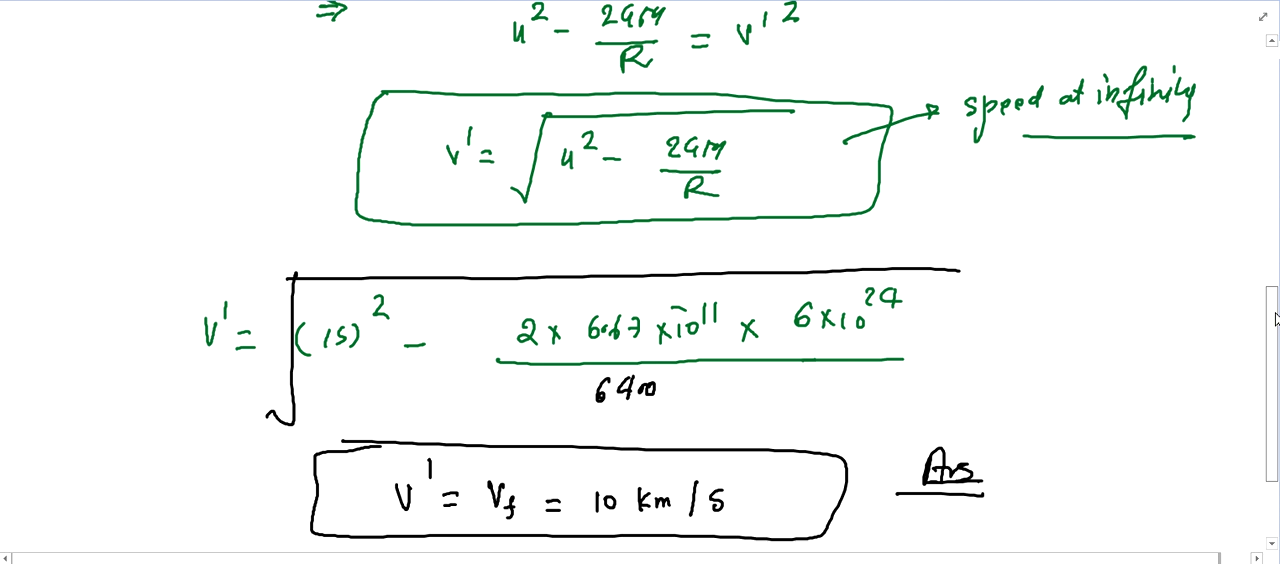 ⇒ u² - 2GM/R = v'²
v' = √(u² - 2GM/R) → speed at infinity
v' = √((15)² - (2 × 6.67 × 10⁻¹¹ × 6 × 10²⁴)/6400)
v' = Vf = 10 km/s Ans